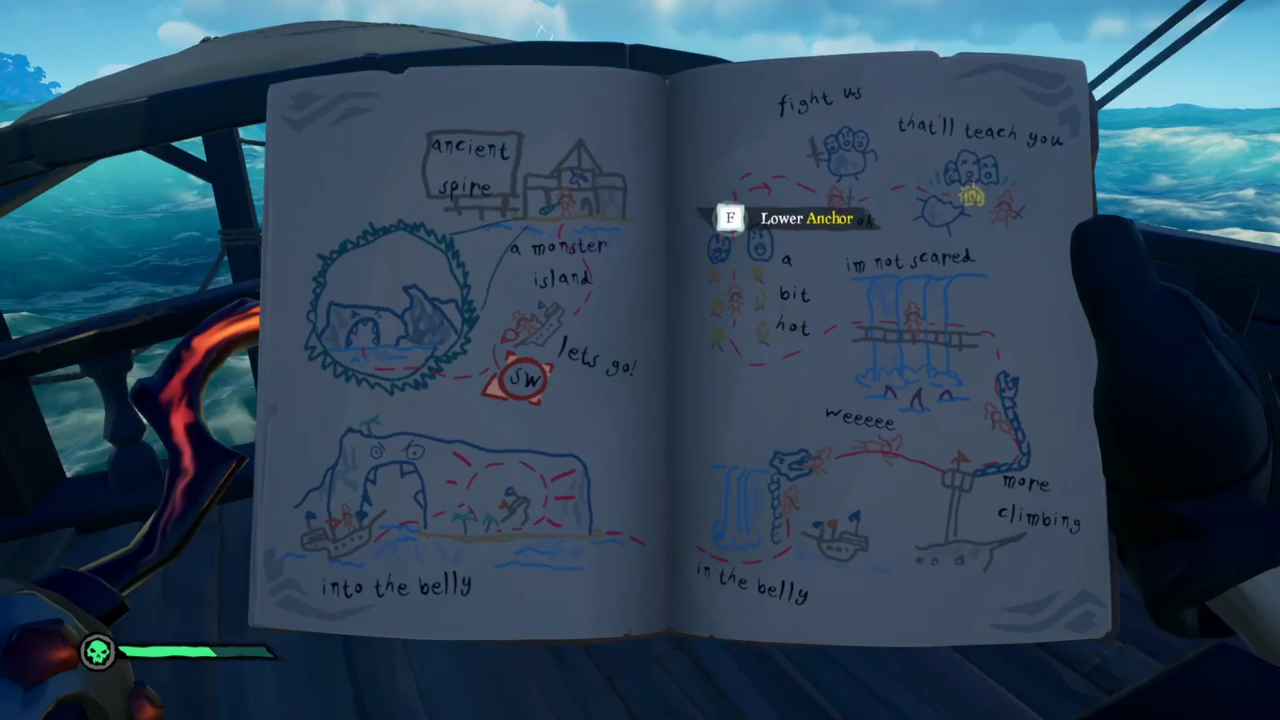 ancient
spire
a monster
island
lets go!
SW
into the belly
fight us
that'll teach you
F Lower Anchor
a
bit
hot
im not scared
weeeee
more
climbing
in the belly